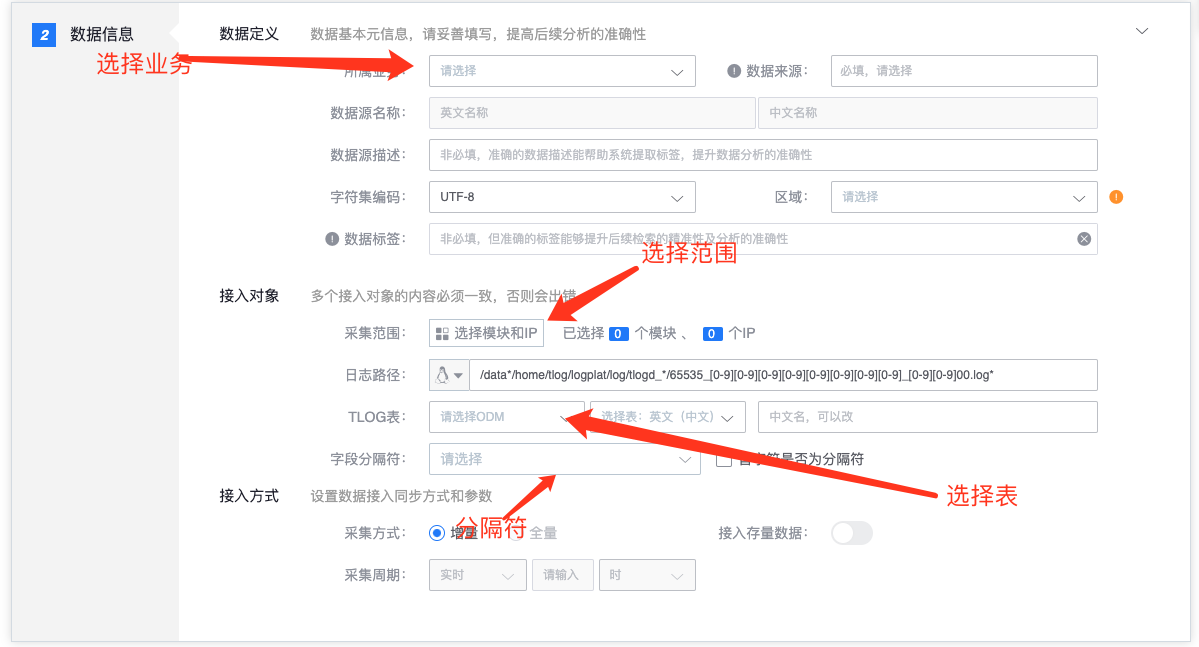 2 数据信息
数据定义 数据基本元信息，请妥善填写，提高后续分析的准确性
选择业务
所属业务： 请选择 数据来源： 必填，请选择
数据源名称： 英文名称 中文名称
数据源描述： 非必填，准确的数据描述能帮助系统提取标签，提升数据分析的准确性
字符集编码： UTF-8 区域： 请选择
数据标签： 非必填，但准确的标签能够提升后续检索的精准性及分析的准确性
选择范围
接入对象 多个接入对象的内容必须一致，否则会出错
采集范围： 选择模块和IP 已选择 0 个模块 、 0 个IP
日志路径： /data*/home/tlog/logplat/log/tlogd_*/65535_[0-9][0-9][0-9][0-9][0-9][0-9][0-9][0-9]_[0-9][0-9]00.log*
TLOG表： 请选择ODM 选择表：英文（中文） 中文名，可以改
字段分隔符： 请选择 首字符是否为分隔符
选择表
接入方式 设置数据接入同步方式和参数
分隔符
采集方式： 增量 全量 接入存量数据：
采集周期： 实时 请输入 时